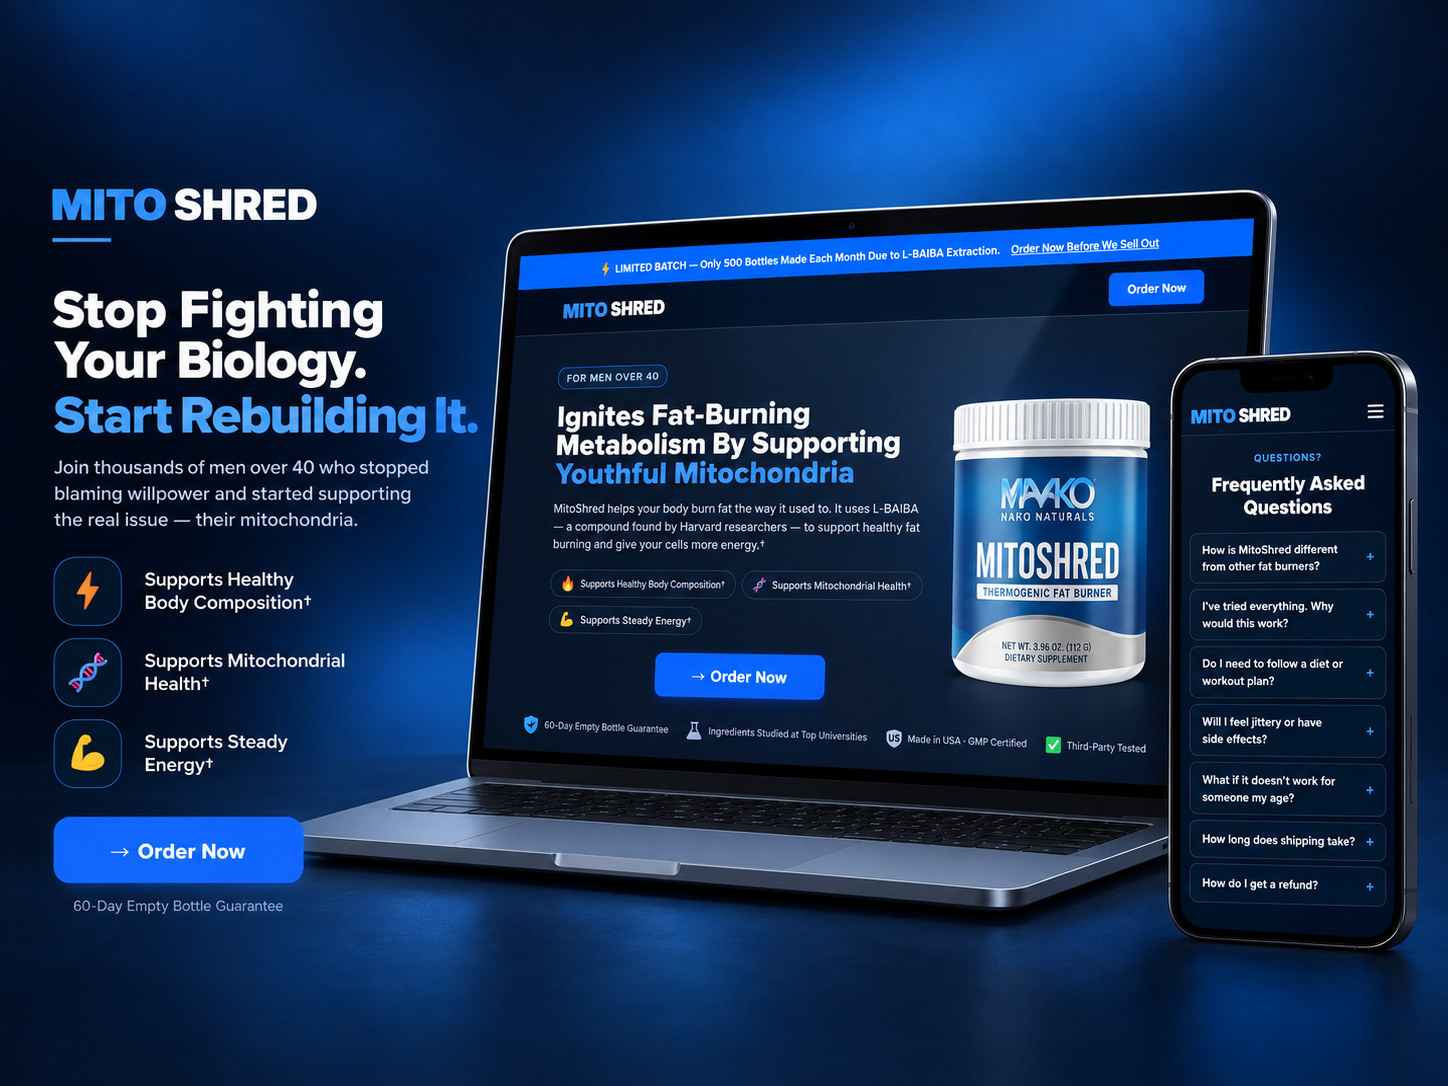 MITO SHRED
Stop Fighting
Your Biology.
Start Rebuilding It.
Join thousands of men over 40 who stopped
blaming willpower and started supporting
the real issue — their mitochondria.
Supports Healthy
Body Composition†
Supports Mitochondrial
Health†
Supports Steady
Energy†
→ Order Now
60-Day Empty Bottle Guarantee
LIMITED BATCH — Only 500 Bottles Made Each Month Due to L-BAIBA Extraction. Order Now Before We Sell Out
MITO SHRED
Order Now
FOR MEN OVER 40
Ignites Fat-Burning
Metabolism By Supporting
Youthful Mitochondria
MitoShred helps your body burn fat the way it used to. It uses L-BAIBA
— a compound found by Harvard researchers — to support healthy fat
burning and give your cells more energy.†
Supports Healthy Body Composition†
Supports Mitochondrial Health†
Supports Steady Energy†
→ Order Now
60-Day Empty Bottle Guarantee
Ingredients Studied at Top Universities
US
Made in USA · GMP Certified
Third-Party Tested
NAKO NATURALS
MITOSHRED
THERMOGENIC FAT BURNER
NET WT. 3.96 OZ. (112 G)
DIETARY SUPPLEMENT
MITO SHRED
QUESTIONS?
Frequently Asked
Questions
How is MitoShred different
from other fat burners?
+
I've tried everything. Why
would this work?
+
Do I need to follow a diet or
workout plan?
+
Will I feel jittery or have
side effects?
+
What if it doesn't work for
someone my age?
+
How long does shipping take? +
How do I get a refund? +